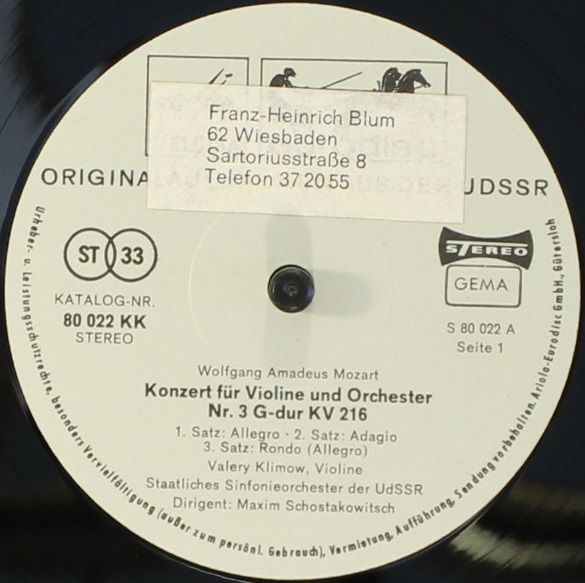 Franz-Heinrich Blum
62 Wiesbaden
Sartoriusstraße 8
Telefon 37 20 55
ORIGINA UDSSR
ST 33
STEREO
GEMA
KATALOG-NR.
80 022 KK
STEREO
S 80 022 A
Seite 1
Wolfgang Amadeus Mozart
Konzert für Violine und Orchester
Nr. 3 G-dur KV 216
1. Satz: Allegro · 2. Satz: Adagio
3. Satz: Rondo (Allegro)
Valery Klimow, Violine
Staatliches Sinfonieorchester der UdSSR
Dirigent: Maxim Schostakowitsch
Urheber- u. Leistungsschutzrechte, besonders Vervielfältigung (außer zum persönl. Gebrauch), Vermietung, Aufführung, Sendung vorbehalten. Ariola-Eurodisc GmbH., Gütersloh